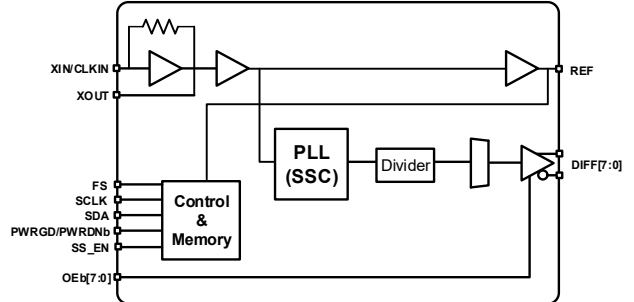 XIN/CLKIN
XOUT
REF
PLL
(SSC)
Divider
DIFF[7:0]
FS
SCLK
SDA
PWRGD/PWRDNb
SS_EN
Control
&
Memory
OEb[7:0]